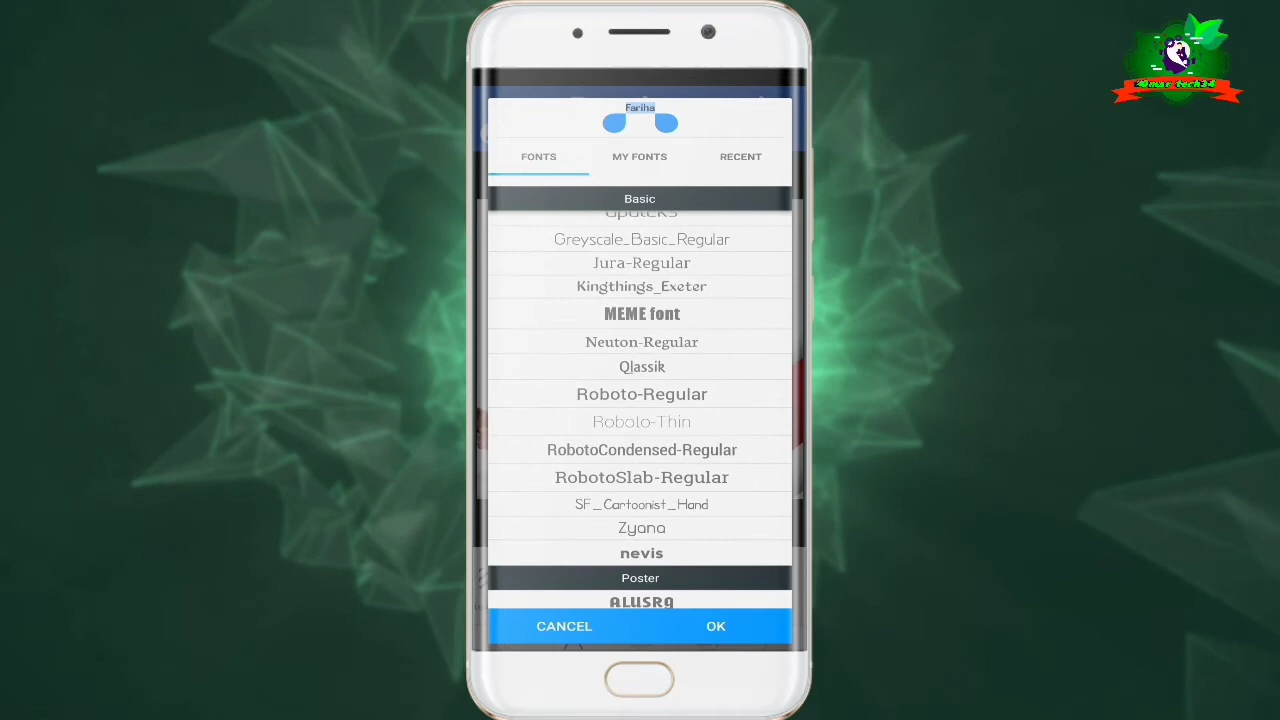 Fariha
FONTS
MY FONTS
RECENT
Basic
Greyscale_Basic_Regular
Jura-Regular
Kingthings_Exeter
MEME font
Neuton-Regular
Qlassik
Roboto-Regular
Roboto-Thin
RobotoCondensed-Regular
RobotoSlab-Regular
SF_Cartoonist_Hand
Zyana
nevis
Poster
ALUSRA
CANCEL
OK